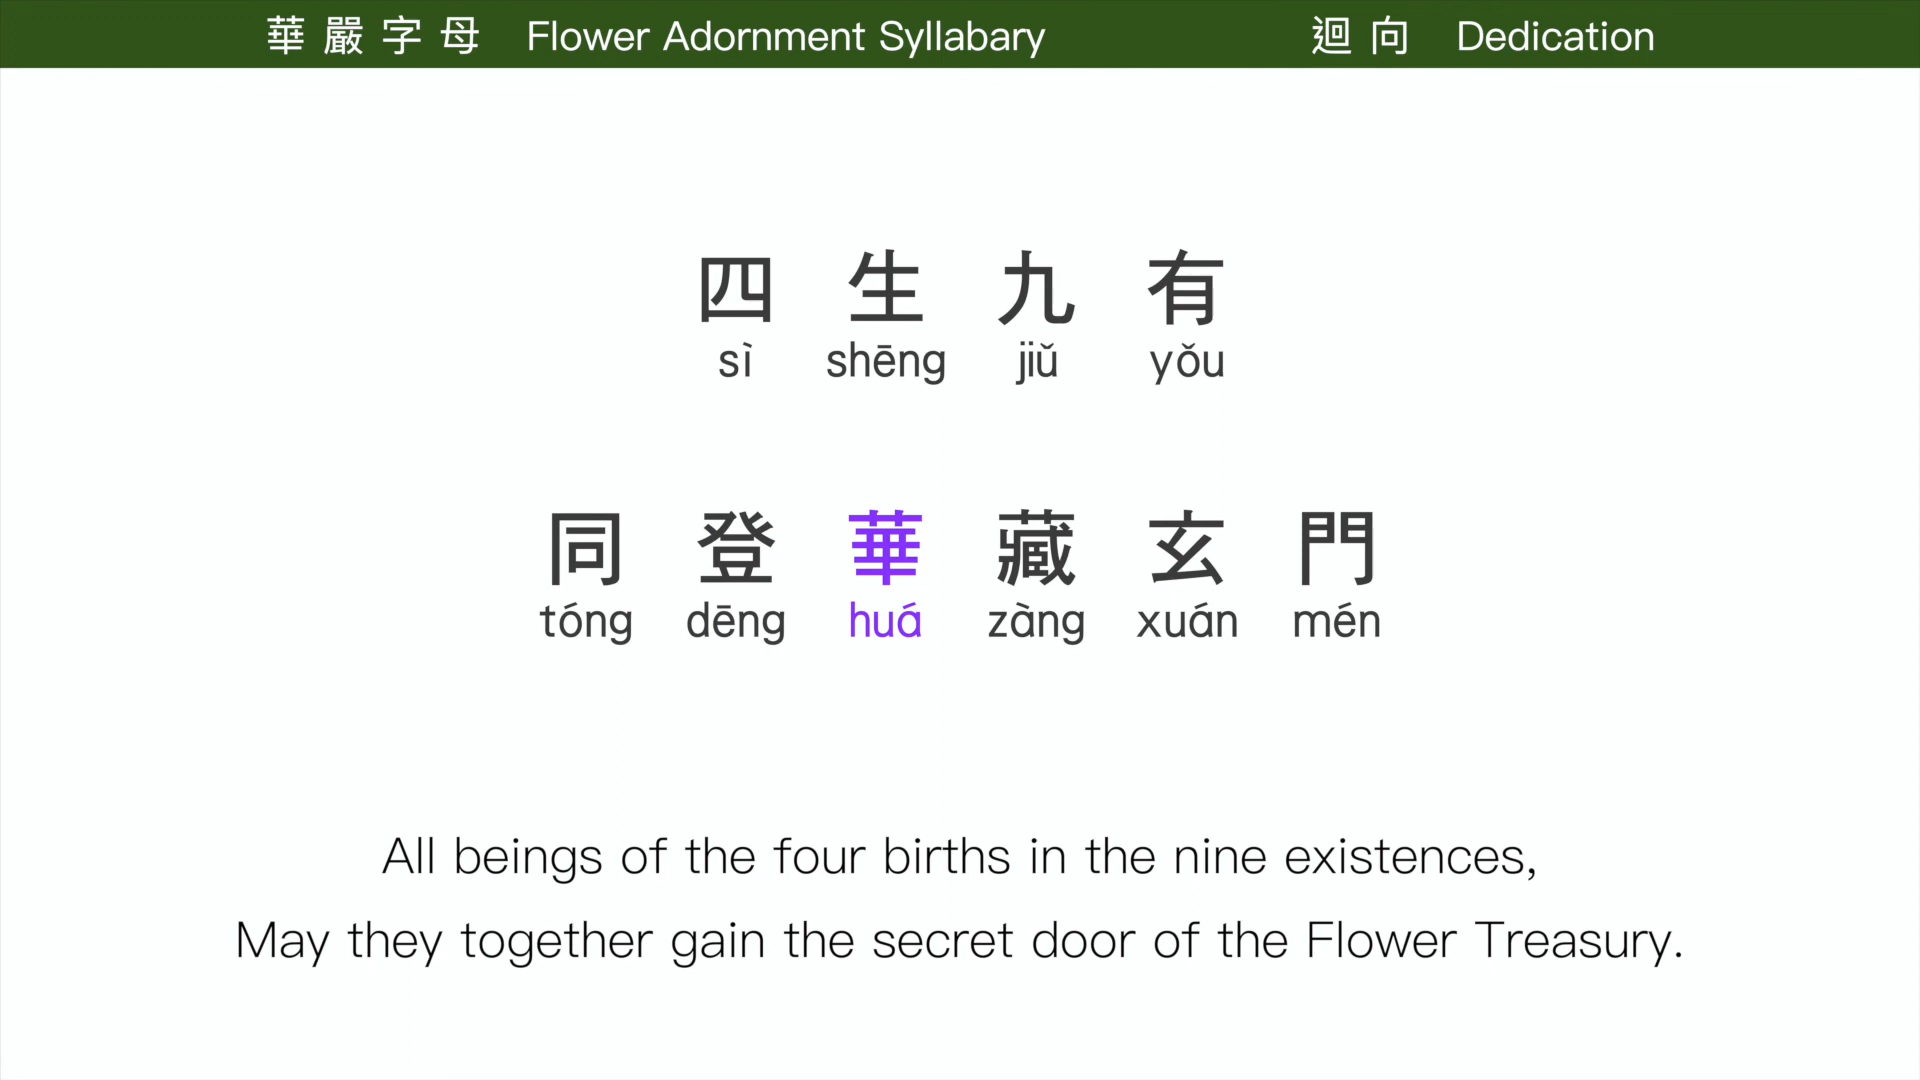 華嚴字母 Flower Adornment Syllabary 迴向 Dedication
四生九有
sì shēng jiǔ yǒu
同登華藏玄門
tóng dēng huá zàng xuán mén
All beings of the four births in the nine existences,
May they together gain the secret door of the Flower Treasury.